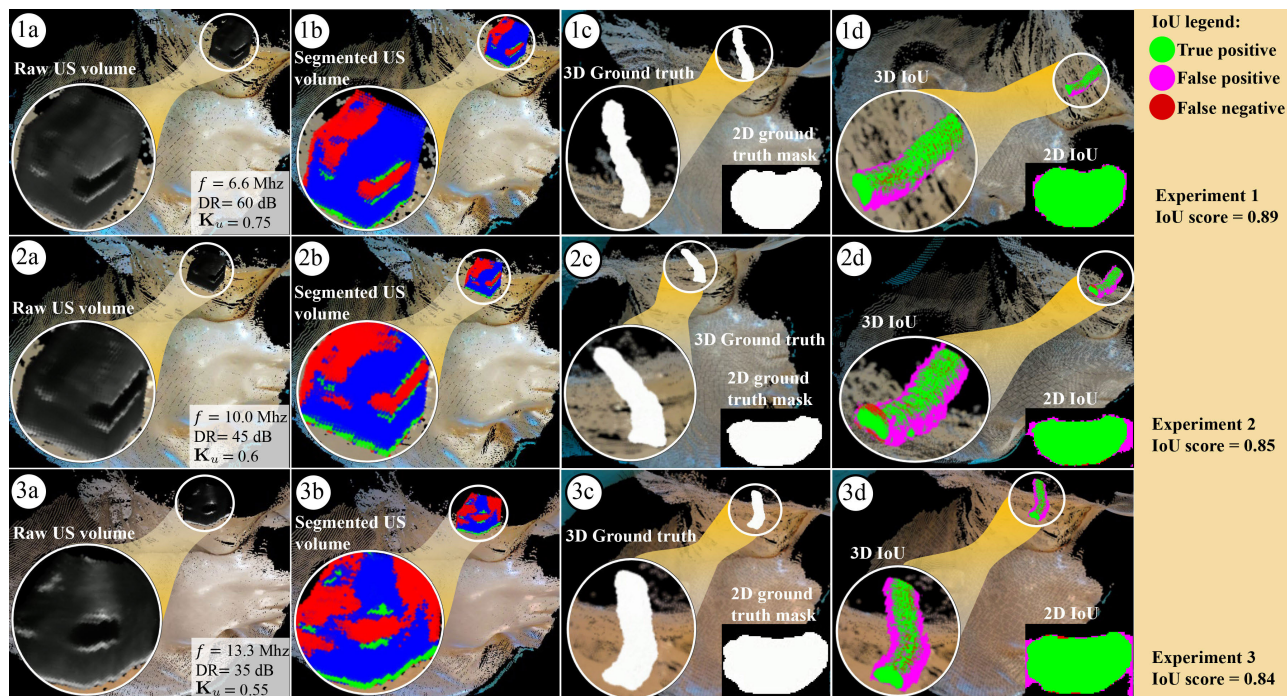 1a
Raw US volume
f = 6.6 Mhz
DR= 60 dB
K_u = 0.75
1b
Segmented US
volume
1c
3D Ground truth
2D ground
truth mask
1d
3D IoU
2D IoU
IoU legend:
True positive
False positive
False negative
Experiment 1
IoU score = 0.89
2a
Raw US volume
f = 10.0 Mhz
DR= 45 dB
K_u = 0.6
2b
Segmented US
volume
2c
3D Ground truth
2D ground
truth mask
2d
3D IoU
2D IoU
Experiment 2
IoU score = 0.85
3a
Raw US volume
f = 13.3 Mhz
DR= 35 dB
K_u = 0.55
3b
Segmented US
volume
3c
3D Ground truth
2D ground
truth mask
3d
3D IoU
2D IoU
Experiment 3
IoU score = 0.84